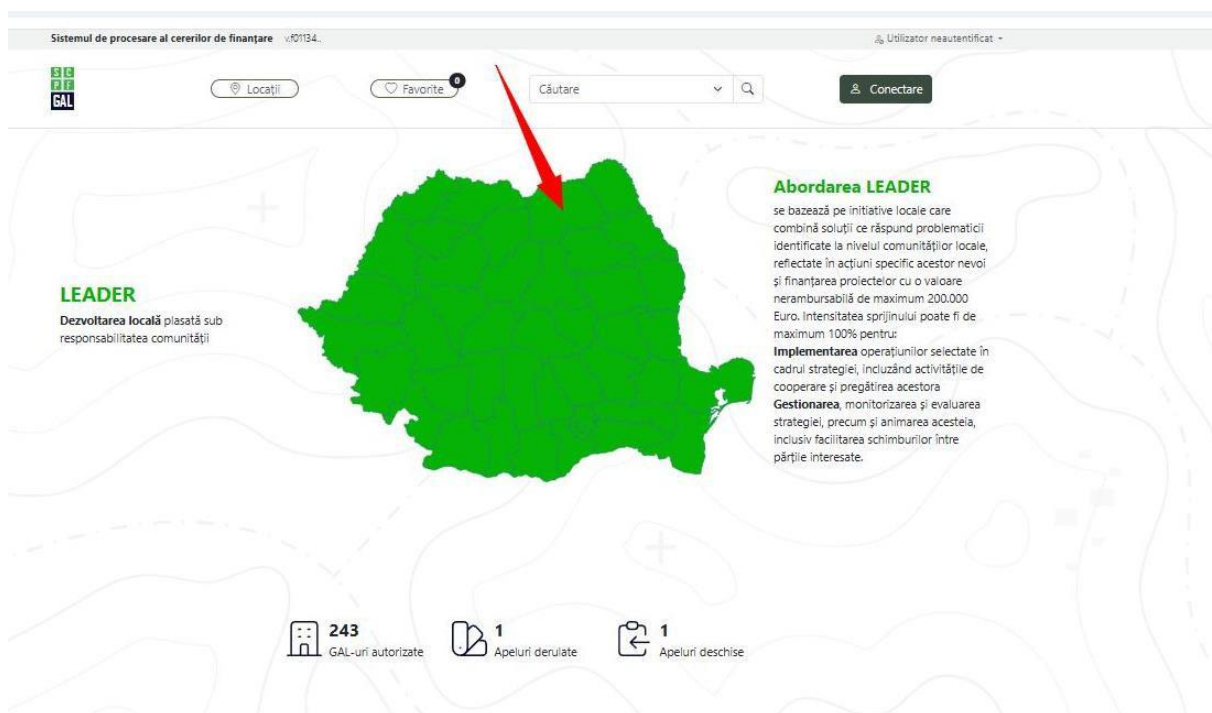 Sistemul de procesare al cererilor de finanțare v.f01134..
Utilizator neautentificat
SC
PF
GAL
Locații
Favorite
0
Căutare
Conectare
LEADER
Dezvoltarea locală plasată sub
responsabilitatea comunității
Abordarea LEADER
se bazează pe initiative locale care
combină soluții ce răspund problematicii
identificate la nivelul comunităților locale,
reflectate în acțiuni specific acestor nevoi
și finanțarea proiectelor cu o valoare
nerambursabilă de maximum 200.000
Euro. Intensitatea sprijinului poate fi de
maximum 100% pentru:
Implementarea operațiunilor selectate în
cadrul strategiei, incluzând activitățile de
cooperare și pregătirea acestora
Gestionarea, monitorizarea și evaluarea
strategiei, precum și animarea acesteia,
inclusiv facilitarea schimburilor între
părțile interesate.
243
GAL-uri autorizate
1
Apeluri derulate
1
Apeluri deschise